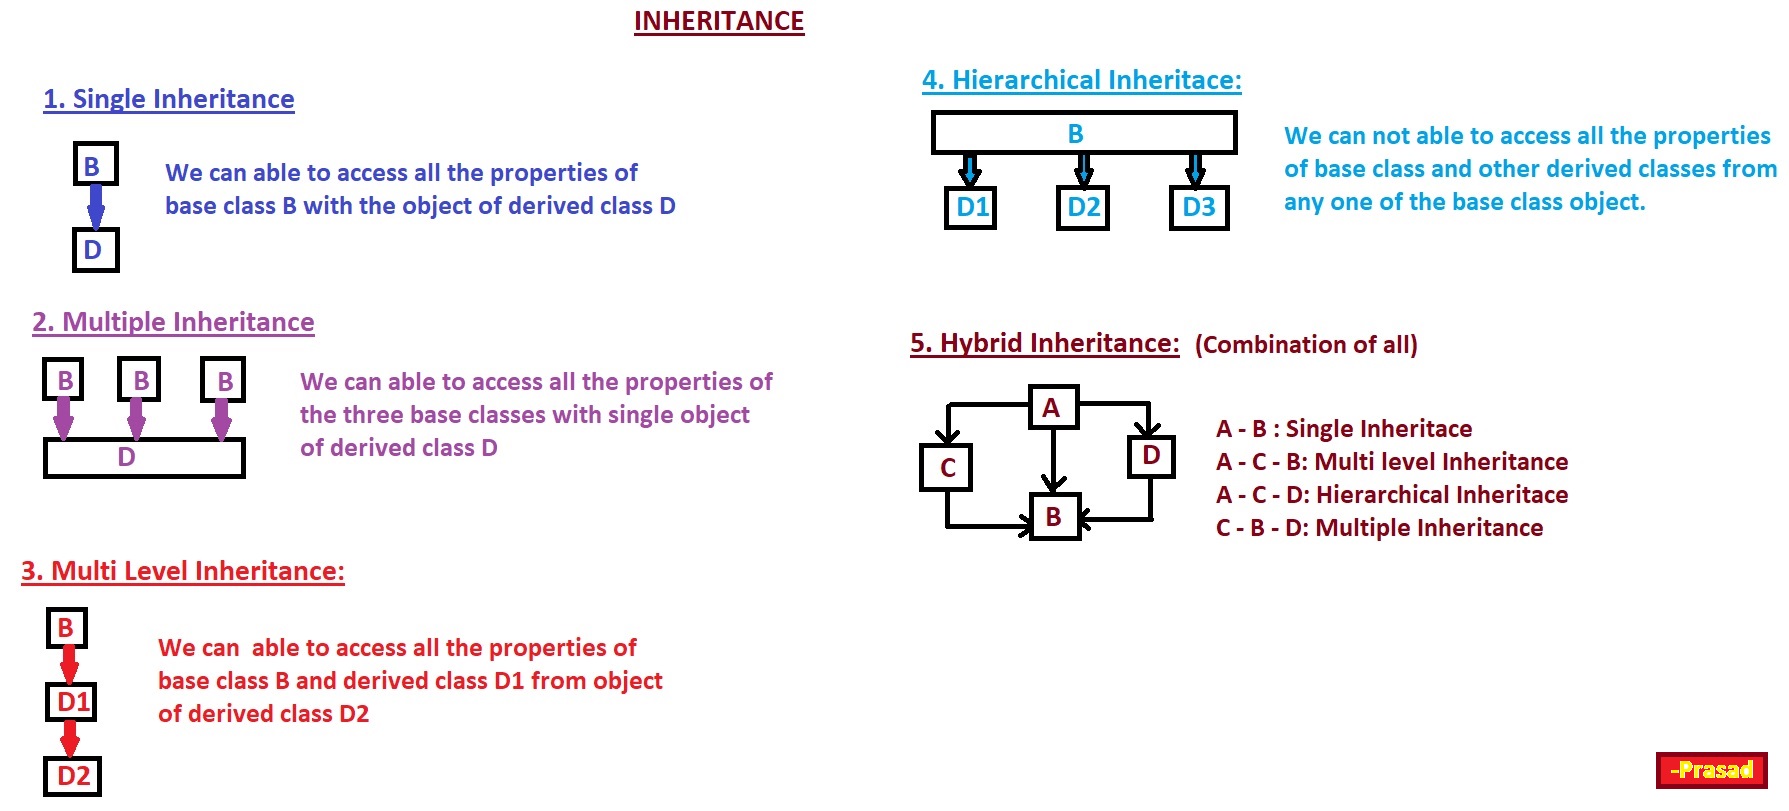 INHERITANCE
1. Single Inheritance
B
We can able to access all the properties of
base class B with the object of derived class D
D
2. Multiple Inheritance
B B B
We can able to access all the properties of
the three base classes with single object
of derived class D
D
3. Multi Level Inheritance:
B
We can  able to access all the properties of
base class B and derived class D1 from object
of derived class D2
D1
D2
4. Hierarchical Inheritace:
B
We can not able to access all the properties
of base class and other derived classes from
any one of the base class object.
D1 D2 D3
5. Hybrid Inheritance: (Combination of all)
A
C
D
B
A - B : Single Inheritace
A - C - B: Multi level Inheritance
A - C - D: Hierarchical Inheritace
C - B - D: Multiple Inheritance
-Prasad